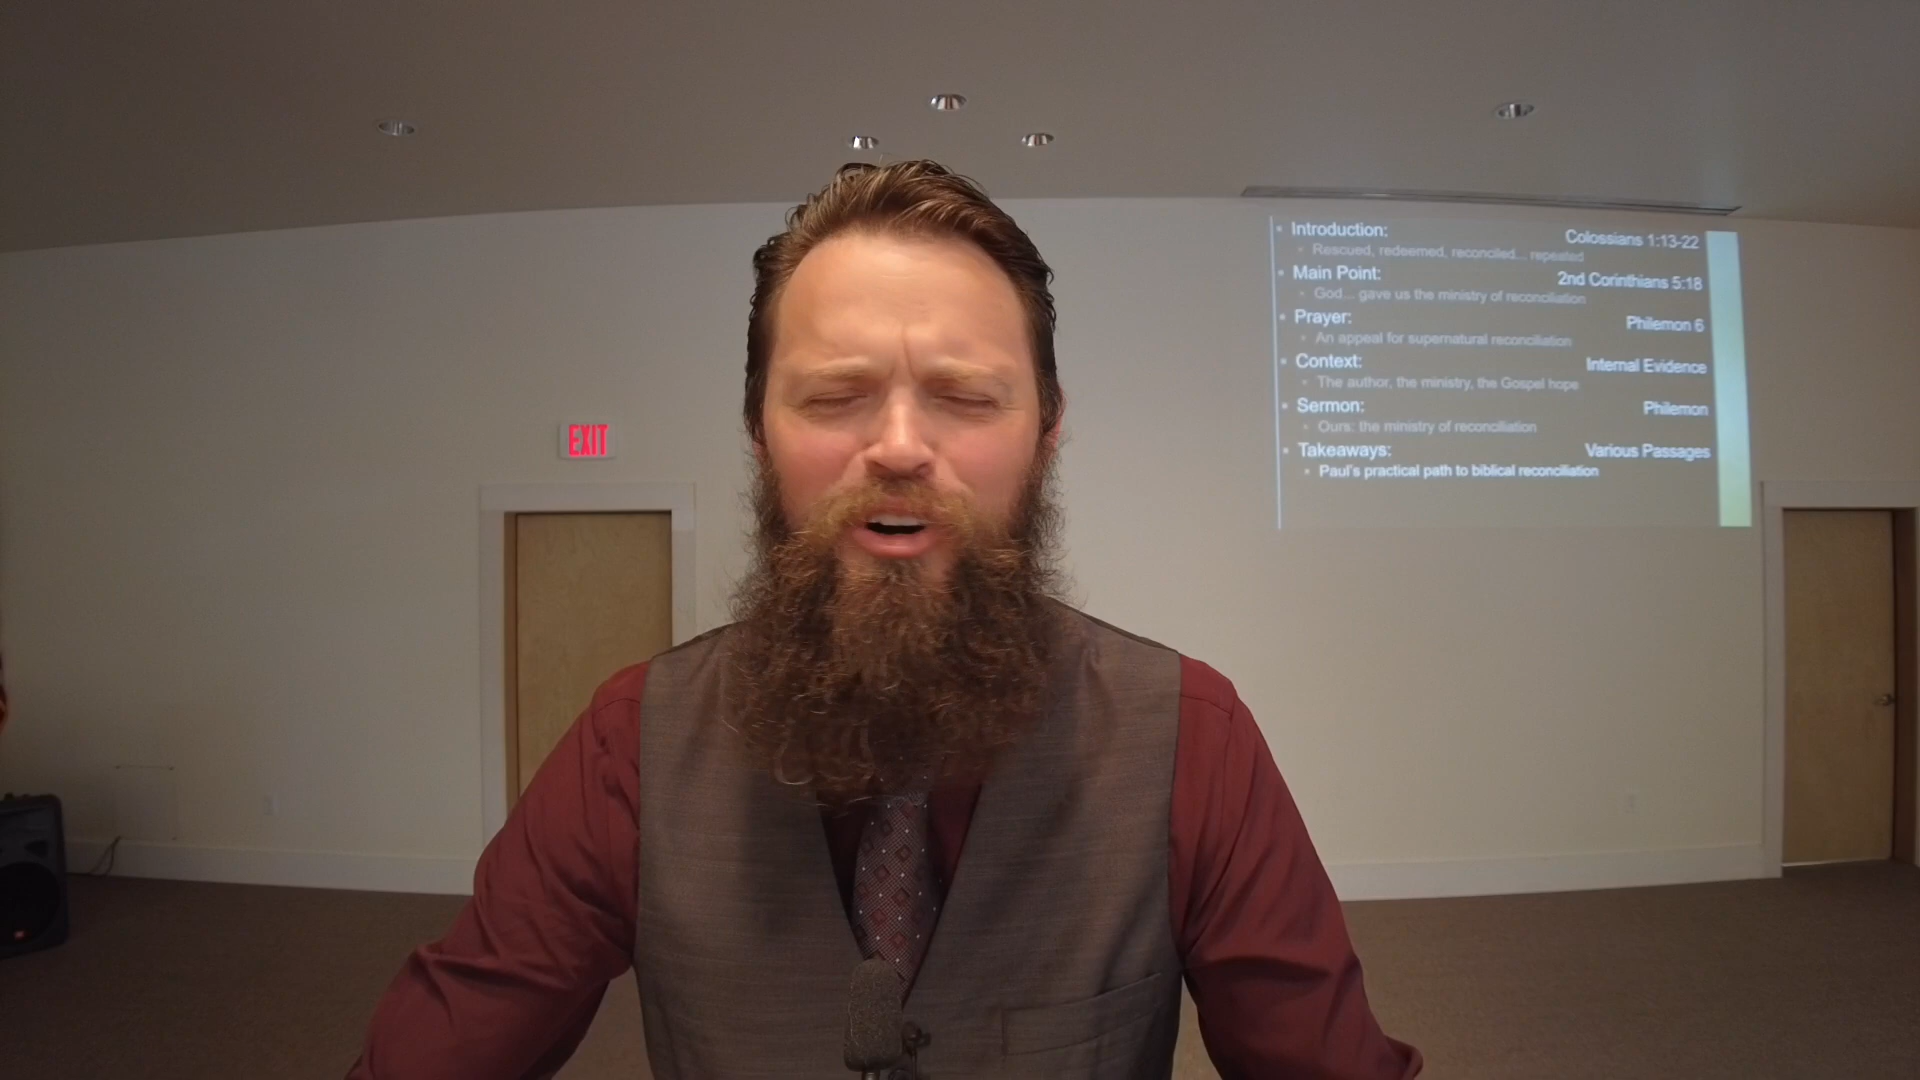 Introduction: Colossians 1:13-22
Rescued, redeemed, reconciled... repeated
Main Point: 2nd Corinthians 5:18
God... gave us the ministry of reconciliation
Prayer: Philemon 6
An appeal for supernatural reconciliation
Context: Internal Evidence
The author, the ministry, the Gospel hope
Sermon: Philemon
Ours: the ministry of reconciliation
Takeaways: Various Passages
Paul's practical path to biblical reconciliation
EXIT